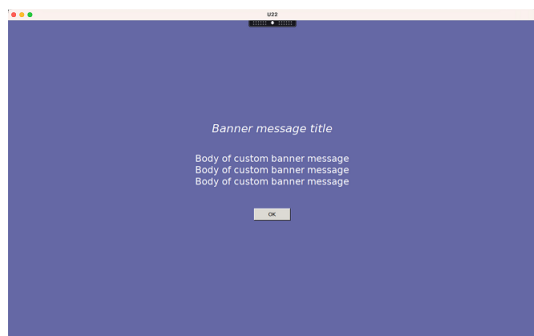 U22
Banner message title
Body of custom banner message
Body of custom banner message
Body of custom banner message
OK